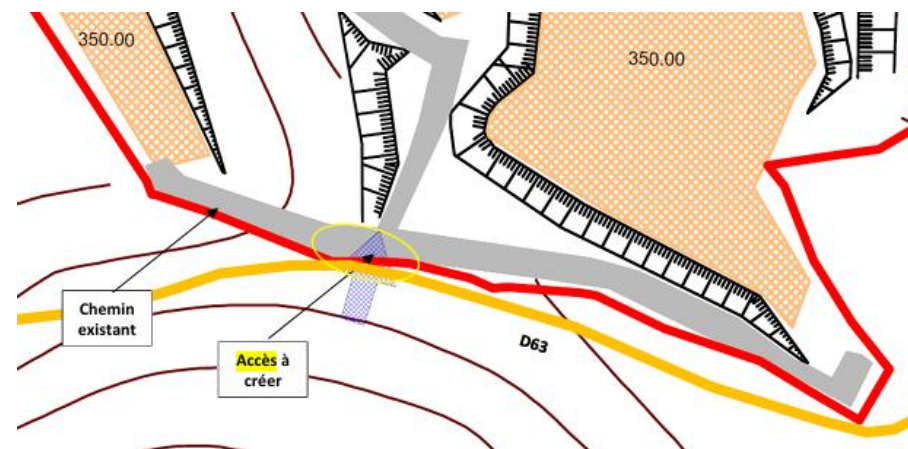 350.00
350.00
Chemin
existant
Accès à
créer
D63